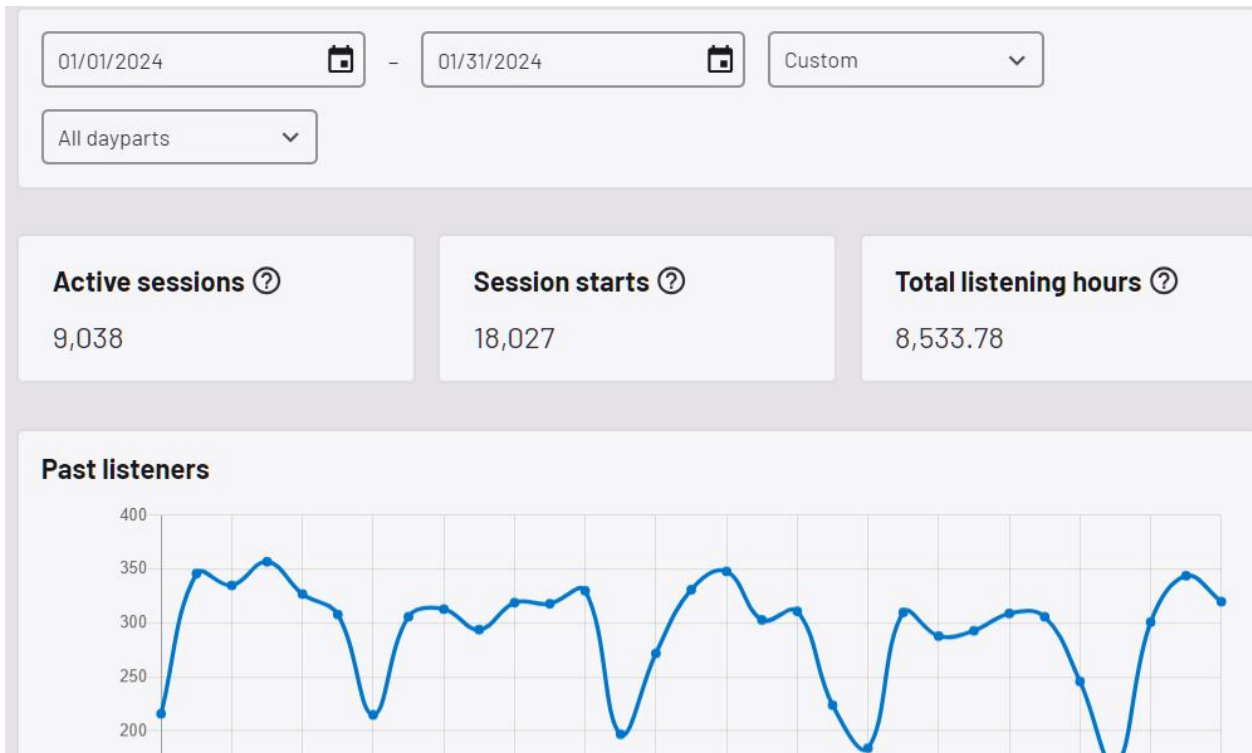 01/01/2024 – 01/31/2024 Custom
All dayparts
Active sessions Session starts Total listening hours
9,038 18,027 8,533.78
Past listeners
400
350
300
250
200